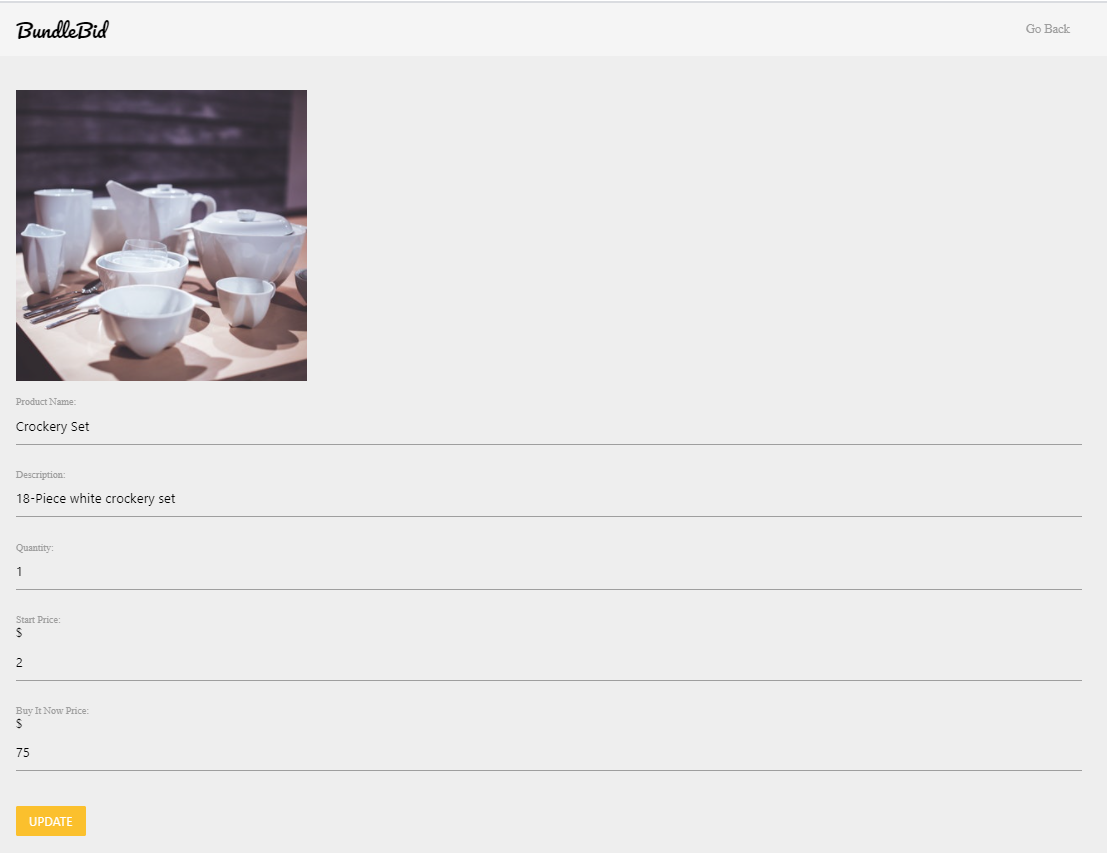 BundleBid
Go Back
Product Name:
Crockery Set
Description:
18-Piece white crockery set
Quantity:
1
Start Price:
$
2
Buy It Now Price:
$
75
UPDATE